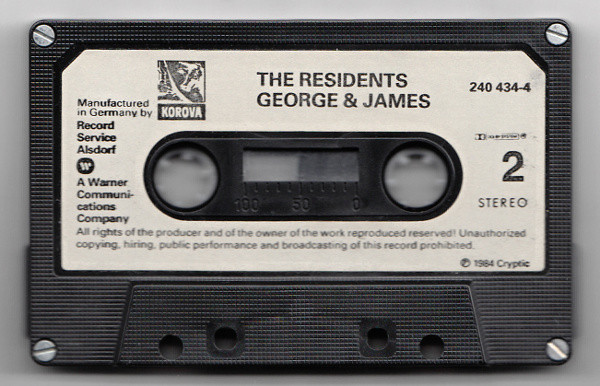 THE RESIDENTS
GEORGE & JAMES
240 434-4
KOROVA
Manufactured
in Germany by
Record
Service
Alsdorf
A Warner
Communi-
cations
Company
2
STEREO
100 50 0
All rights of the producer and of the owner of the work reproduced reserved! Unauthorized
copying, hiring, public performance and broadcasting of this record prohibited.
℗ 1984 Cryptic